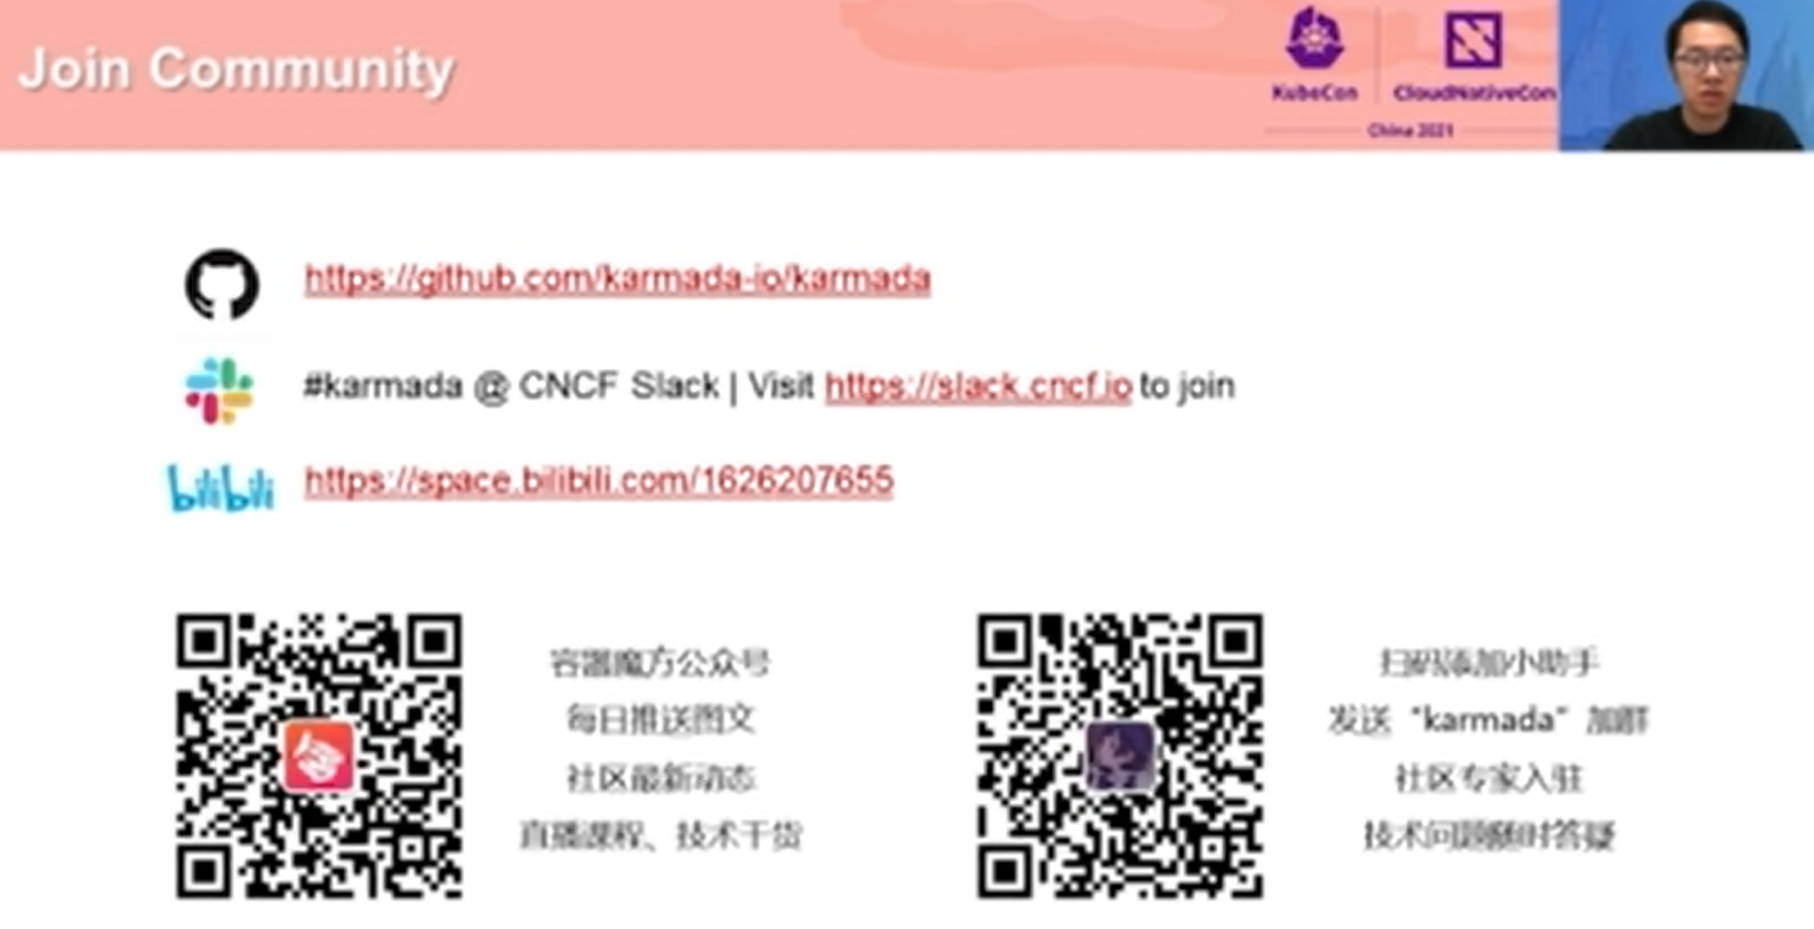 Join Community
KubeCon
CloudNativeCon
China 2021
https://github.com/karmada-io/karmada
#karmada @ CNCF Slack | Visit https://slack.cncf.io to join
bilibili
https://space.bilibili.com/1626207655
容器魔方公众号
每日推送图文
社区最新动态
直播课程、技术干货
扫码添加小助手
发送“karmada”加群
社区专家入驻
技术问题随时答疑